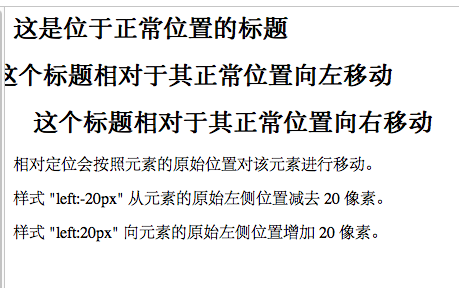 这是位于正常位置的标题
这个标题相对于其正常位置向左移动
这个标题相对于其正常位置向右移动
相对定位会按照元素的原始位置对该元素进行移动。
样式 "left:-20px" 从元素的原始左侧位置减去 20 像素。
样式 "left:20px" 向元素的原始左侧位置增加 20 像素。